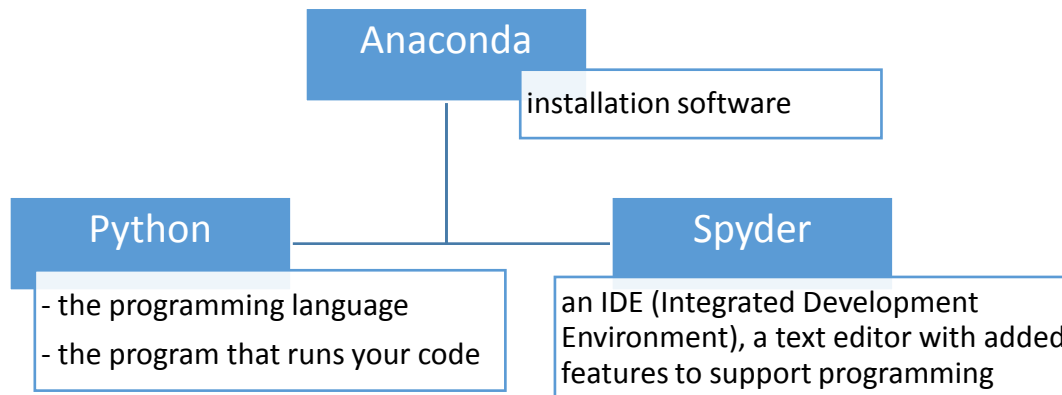 Anaconda
installation software
Python
- the programming language
- the program that runs your code
Spyder
an IDE (Integrated Development
Environment), a text editor with added
features to support programming